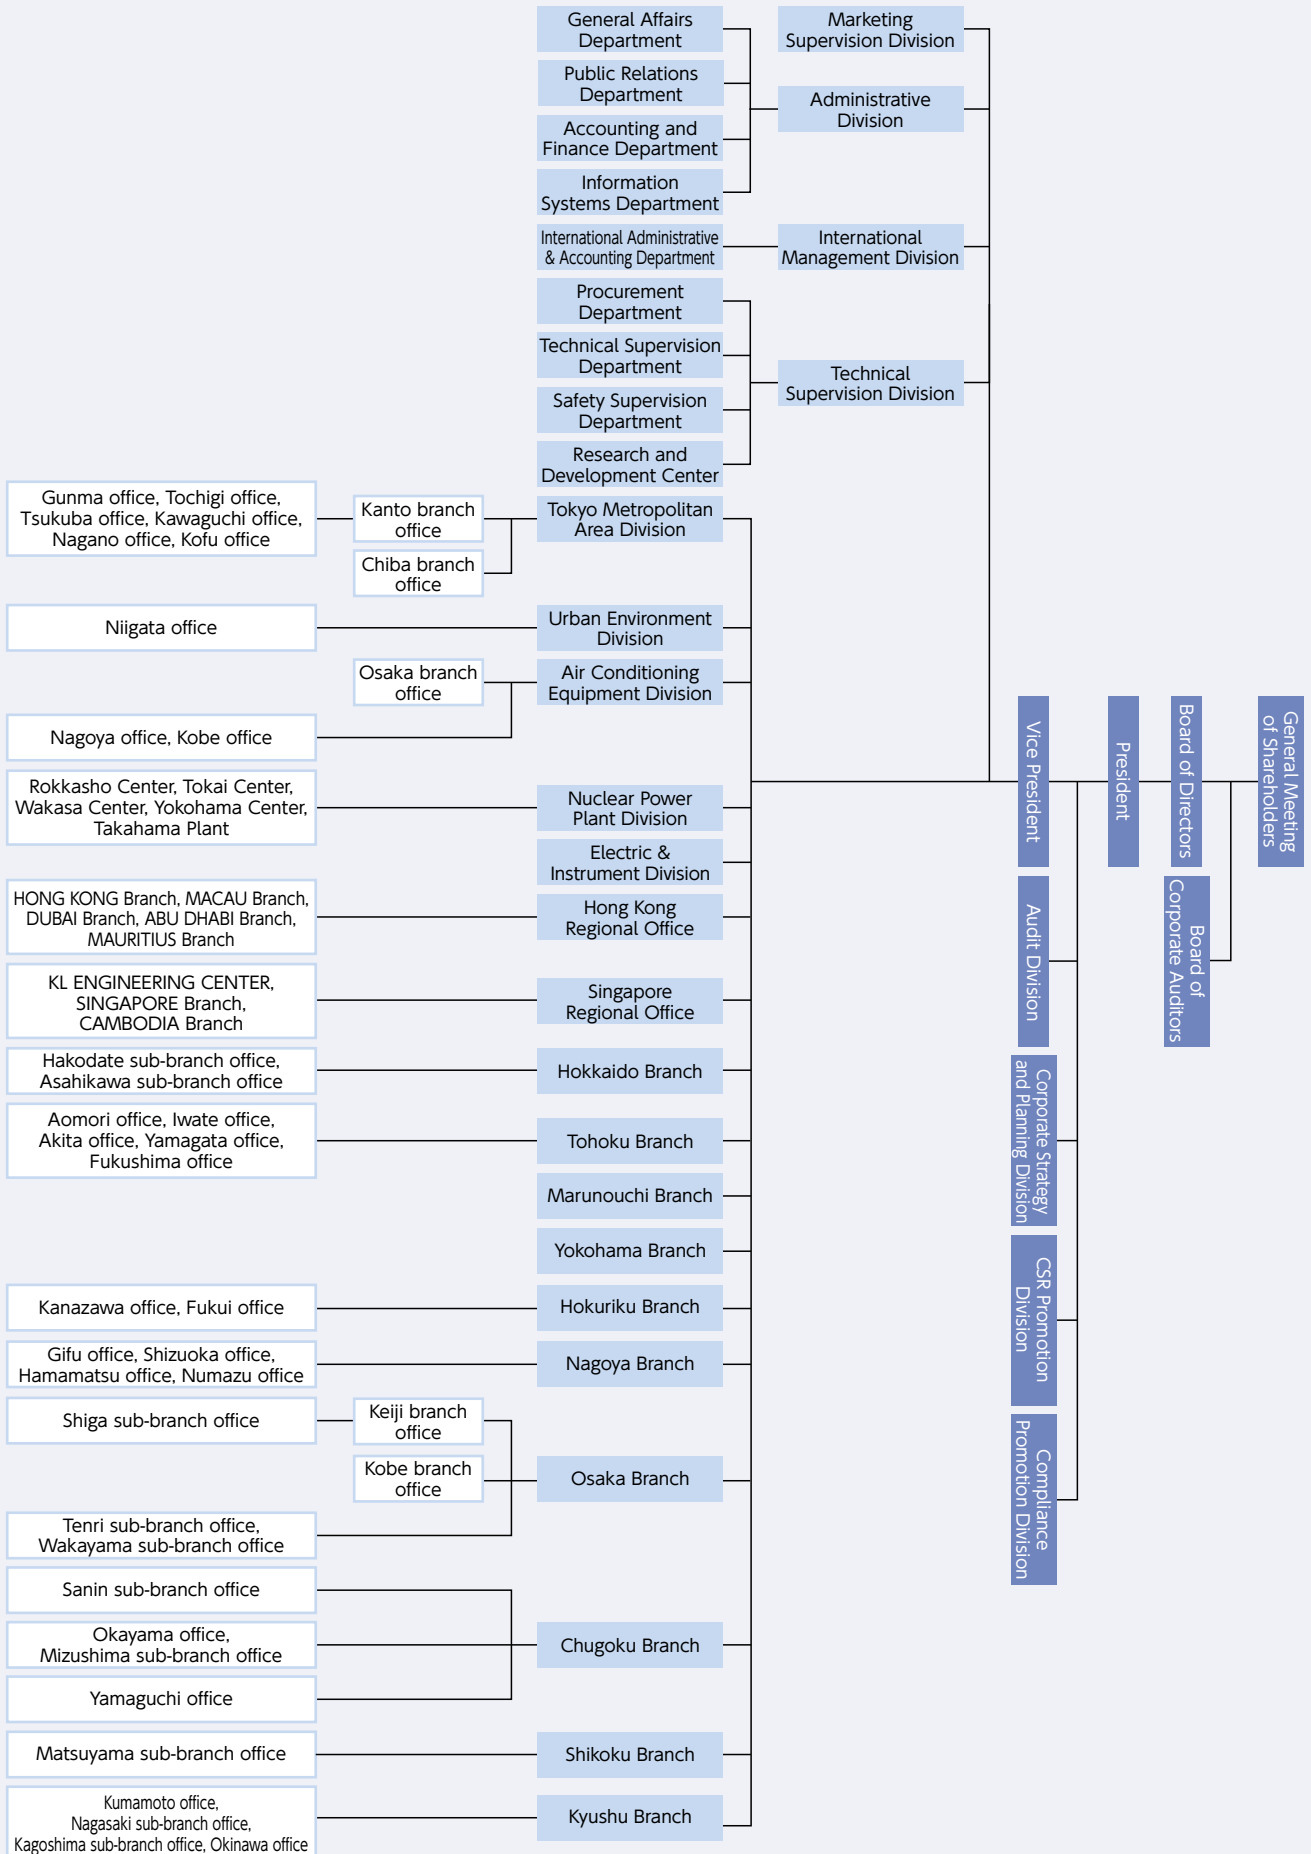 General Affairs
Department
Marketing
Supervision Division
Public Relations
Department
Administrative
Division
Accounting and
Finance Department
Information
Systems Department
International Administrative
& Accounting Department
International
Management Division
Procurement
Department
Technical Supervision
Department
Technical
Supervision Division
Safety Supervision
Department
Research and
Development Center
Gunma office, Tochigi office,
Tsukuba office, Kawaguchi office,
Nagano office, Kofu office
Kanto branch
office
Tokyo Metropolitan
Area Division
Chiba branch
office
Niigata office
Urban Environment
Division
Osaka branch
office
Air Conditioning
Equipment Division
Nagoya office, Kobe office
Rokkasho Center, Tokai Center,
Wakasa Center, Yokohama Center,
Takahama Plant
Nuclear Power
Plant Division
Electric &
Instrument Division
HONG KONG Branch, MACAU Branch,
DUBAI Branch, ABU DHABI Branch,
MAURITIUS Branch
Hong Kong
Regional Office
KL ENGINEERING CENTER,
SINGAPORE Branch,
CAMBODIA Branch
Singapore
Regional Office
Hakodate sub-branch office,
Asahikawa sub-branch office
Hokkaido Branch
Aomori office, Iwate office,
Akita office, Yamagata office,
Fukushima office
Tohoku Branch
Marunouchi Branch
Yokohama Branch
Kanazawa office, Fukui office
Hokuriku Branch
Gifu office, Shizuoka office,
Hamamatsu office, Numazu office
Nagoya Branch
Shiga sub-branch office
Keiji branch
office
Kobe branch
office
Osaka Branch
Tenri sub-branch office,
Wakayama sub-branch office
Sanin sub-branch office
Okayama office,
Mizushima sub-branch office
Chugoku Branch
Yamaguchi office
Matsuyama sub-branch office
Shikoku Branch
Kumamoto office,
Nagasaki sub-branch office,
Kagoshima sub-branch office, Okinawa office
Kyushu Branch
General Meeting
of Shareholders
Board of Directors
Board of
Corporate Auditors
President
Vice President
Audit Division
Corporate Strategy
and Planning Division
CSR Promotion
Division
Compliance
Promotion Division